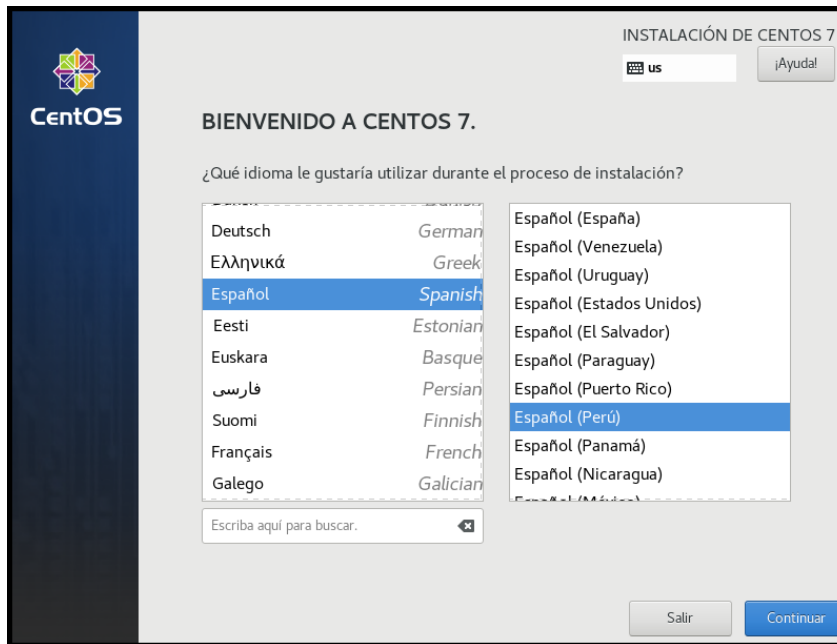 INSTALACIÓN DE CENTOS 7
us
¡Ayuda!
CentOS
BIENVENIDO A CENTOS 7.
¿Qué idioma le gustaría utilizar durante el proceso de instalación?
Deutsch German
Ελληνικά Greek
Español Spanish
Eesti Estonian
Euskara Basque
فارسی Persian
Suomi Finnish
Français French
Galego Galician
Escriba aquí para buscar.
Español (España)
Español (Venezuela)
Español (Uruguay)
Español (Estados Unidos)
Español (El Salvador)
Español (Paraguay)
Español (Puerto Rico)
Español (Perú)
Español (Panamá)
Español (Nicaragua)
Español (México)
Salir
Continuar